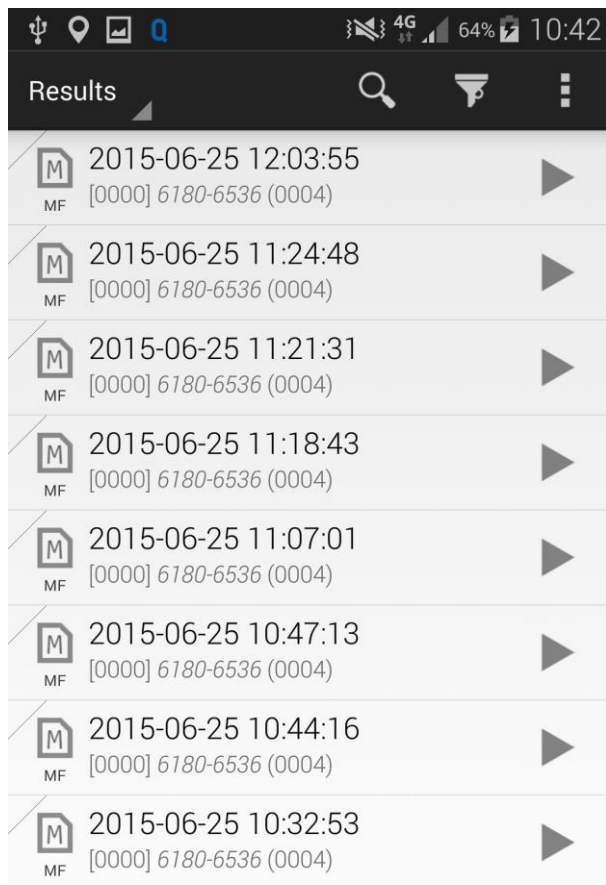 Q 4G 64% 10:42
Results
M 2015-06-25 12:03:55
MF [0000] 6180-6536 (0004)
M 2015-06-25 11:24:48
MF [0000] 6180-6536 (0004)
M 2015-06-25 11:21:31
MF [0000] 6180-6536 (0004)
M 2015-06-25 11:18:43
MF [0000] 6180-6536 (0004)
M 2015-06-25 11:07:01
MF [0000] 6180-6536 (0004)
M 2015-06-25 10:47:13
MF [0000] 6180-6536 (0004)
M 2015-06-25 10:44:16
MF [0000] 6180-6536 (0004)
M 2015-06-25 10:32:53
MF [0000] 6180-6536 (0004)